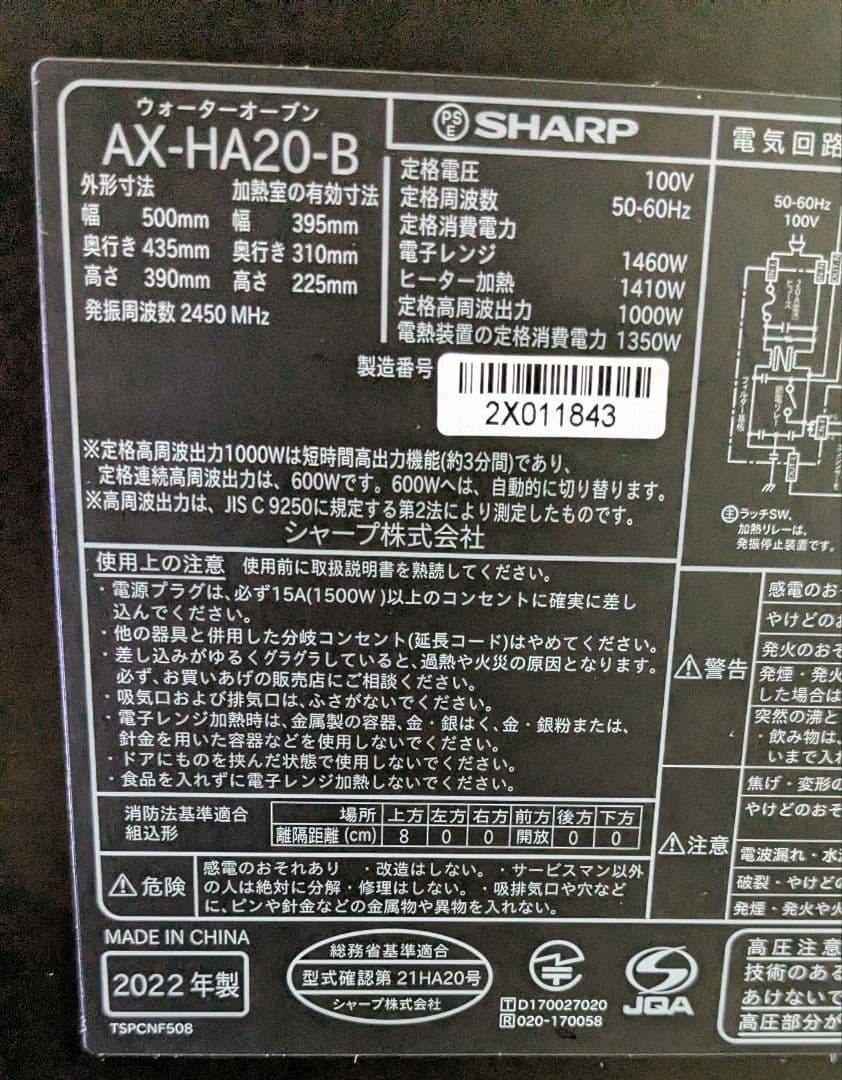 ウォーターオーブン
AX-HA20-B
外形寸法 加熱室の有効寸法
幅 500mm 幅 395mm
奥行き 435mm 奥行き 310mm
高さ 390mm 高さ 225mm
発振周波数 2450 MHz
PS E SHARP
定格電圧 100V
定格周波数 50-60Hz
定格消費電力
電子レンジ 1460W
ヒーター加熱 1410W
定格高周波出力 1000W
電熱装置の定格消費電力 1350W
製造番号 2X011843
※定格高周波出力1000Wは短時間高出力機能(約3分間)であり、
定格連続高周波出力は、600Wです。600Wへは、自動的に切り替ります。
※高周波出力は、JIS C 9250に規定する第2法により測定したものです。
シャープ株式会社
電気回路
50-60Hz
100V
フィルター基板
節電リレー
主ラッチSW、
加熱リレーは、
発振停止装置です。
使用上の注意 使用前に取扱説明書を熟読してください。
・電源プラグは、必ず15A(1500W)以上のコンセントに確実に差し
込んでください。
・他の器具と併用した分岐コンセント(延長コード)はやめてください。
・差し込みがゆるくグラグラしていると、過熱や火災の原因となります。
必ず、お買いあげの販売店にご相談ください。
・吸気口および排気口は、ふさがないでください。
・電子レンジ加熱時は、金属製の容器、金・銀はく、金・銀粉または、
針金を用いた容器などを使用しないでください。
・ドアにものを挟んだ状態で使用しないでください。
・食品を入れずに電子レンジ加熱しないでください。
消防法基準適合
組込形
場所 上方 左方 右方 前方 後方 下方
離隔距離(cm) 8 0 0 開放 0 0
⚠危険
感電のおそれあり ・改造はしない。・サービスマン以外
の人は絶対に分解・修理はしない。・吸排気口や穴など
に、ピンや針金などの金属物や異物を入れない。
⚠警告
感電のおそ
やけどのお
発火のおそ
発煙・発火
した場合は
突然の沸と
・飲み物は、
いまで入れ
⚠注意
焦げ・変形の
やけどのおそ
電波漏れ・水
破裂・やけどの
発煙・発火や火
MADE IN CHINA
2022年製
TSPCNF508
総務省基準適合
型式確認第 21HA20号
シャープ株式会社
T D170027020
R 020-170058
JQA
高圧注意
技術のある
あけないで
高圧部分が